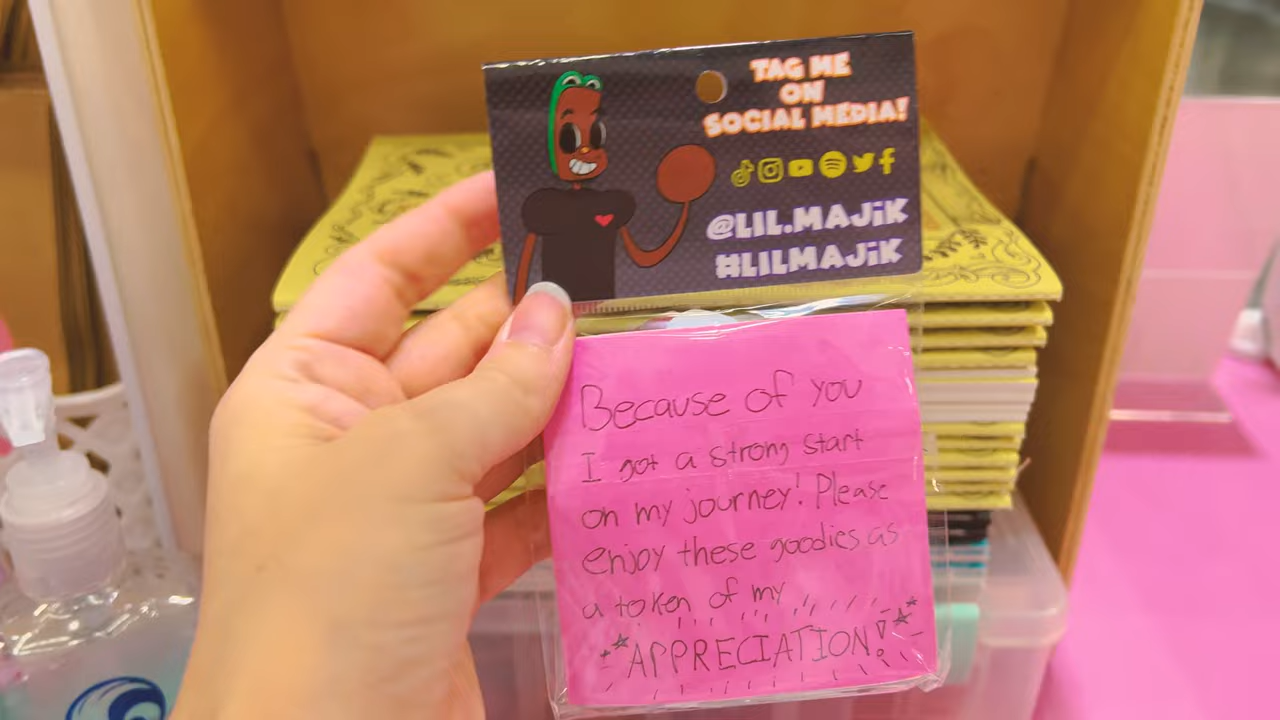 TAG ME
ON
SOCIAL MEDIA!
@LIL.MAJiK
#LILMAJiK
Because of you
I got a strong start
on my journey! Please
enjoy these goodies as
a token of my
APPRECIATION!